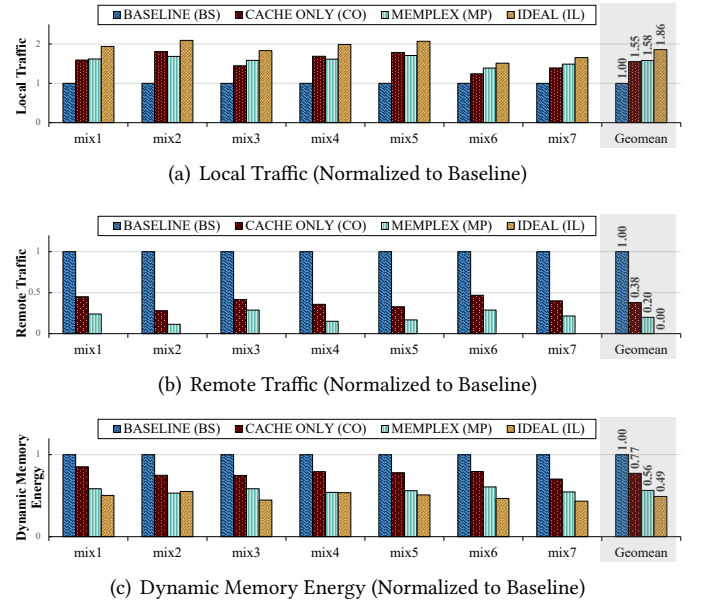 BASELINE (BS) CACHE ONLY (CO) MEMPLEX (MP) IDEAL (IL)
Local Traffic
2
1
0
1.00
1.55
1.58
1.86
mix1 mix2 mix3 mix4 mix5 mix6 mix7 Geomean
(a) Local Traffic (Normalized to Baseline)
BASELINE (BS) CACHE ONLY (CO) MEMPLEX (MP) IDEAL (IL)
Remote Traffic
1
0.5
0
1.00
0.38
0.20
0.00
mix1 mix2 mix3 mix4 mix5 mix6 mix7 Geomean
(b) Remote Traffic (Normalized to Baseline)
BASELINE (BS) CACHE ONLY (CO) MEMPLEX (MP) IDEAL (IL)
Dynamic Memory
Energy
1
0
1.00
0.77
0.56
0.49
mix1 mix2 mix3 mix4 mix5 mix6 mix7 Geomean
(c) Dynamic Memory Energy (Normalized to Baseline)